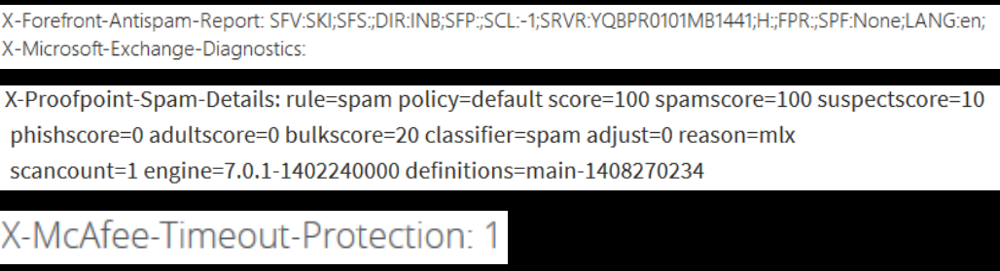 X-Forefront-Antispam-Report: SFV:SKI;SFS:;DIR:INB;SFP:;SCL:-1;SRVR:YQBPR0101MB1441;H:;FPR:;SPF:None;LANG:en;
X-Microsoft-Exchange-Diagnostics:
X-Proofpoint-Spam-Details: rule=spam policy=default score=100 spamscore=100 suspectscore=10
phishscore=0 adultscore=0 bulkscore=20 classifier=spam adjust=0 reason=mlx
scancount=1 engine=7.0.1-1402240000 definitions=main-1408270234
X-McAfee-Timeout-Protection: 1